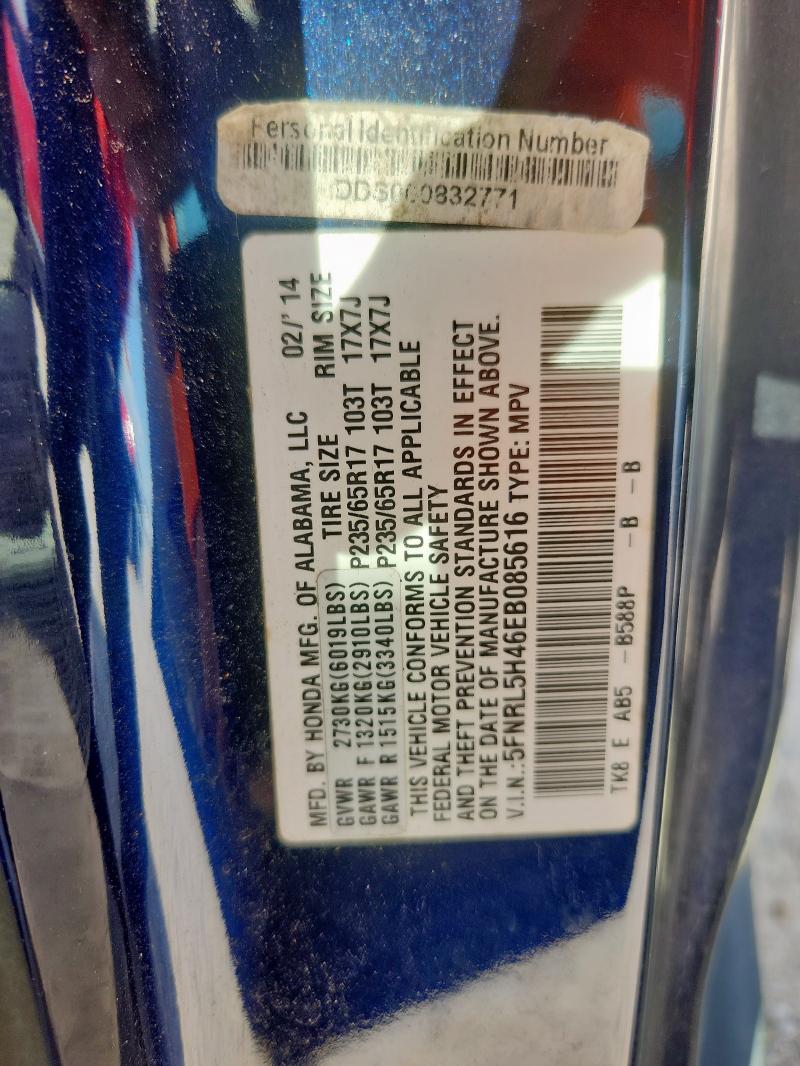 Personal Identification Number
MFD. BY HONDA MFG. OF ALABAMA, LLC 02/' 14
GVWR 2730KG(6019LBS) TIRE SIZE RIM SIZE
GAWR F 1320KG(2910LBS) P235/65R17 103T 17X7J
GAWR R 1515KG(3340LBS) P235/65R17 103T 17X7J
THIS VEHICLE CONFORMS TO ALL APPLICABLE
FEDERAL MOTOR VEHICLE SAFETY
AND THEFT PREVENTION STANDARDS IN EFFECT
ON THE DATE OF MANUFACTURE SHOWN ABOVE.
V.I.N.:5FNRL5H46EB085616 TYPE: MPV
TK8 E AB5 -B588P -B -B